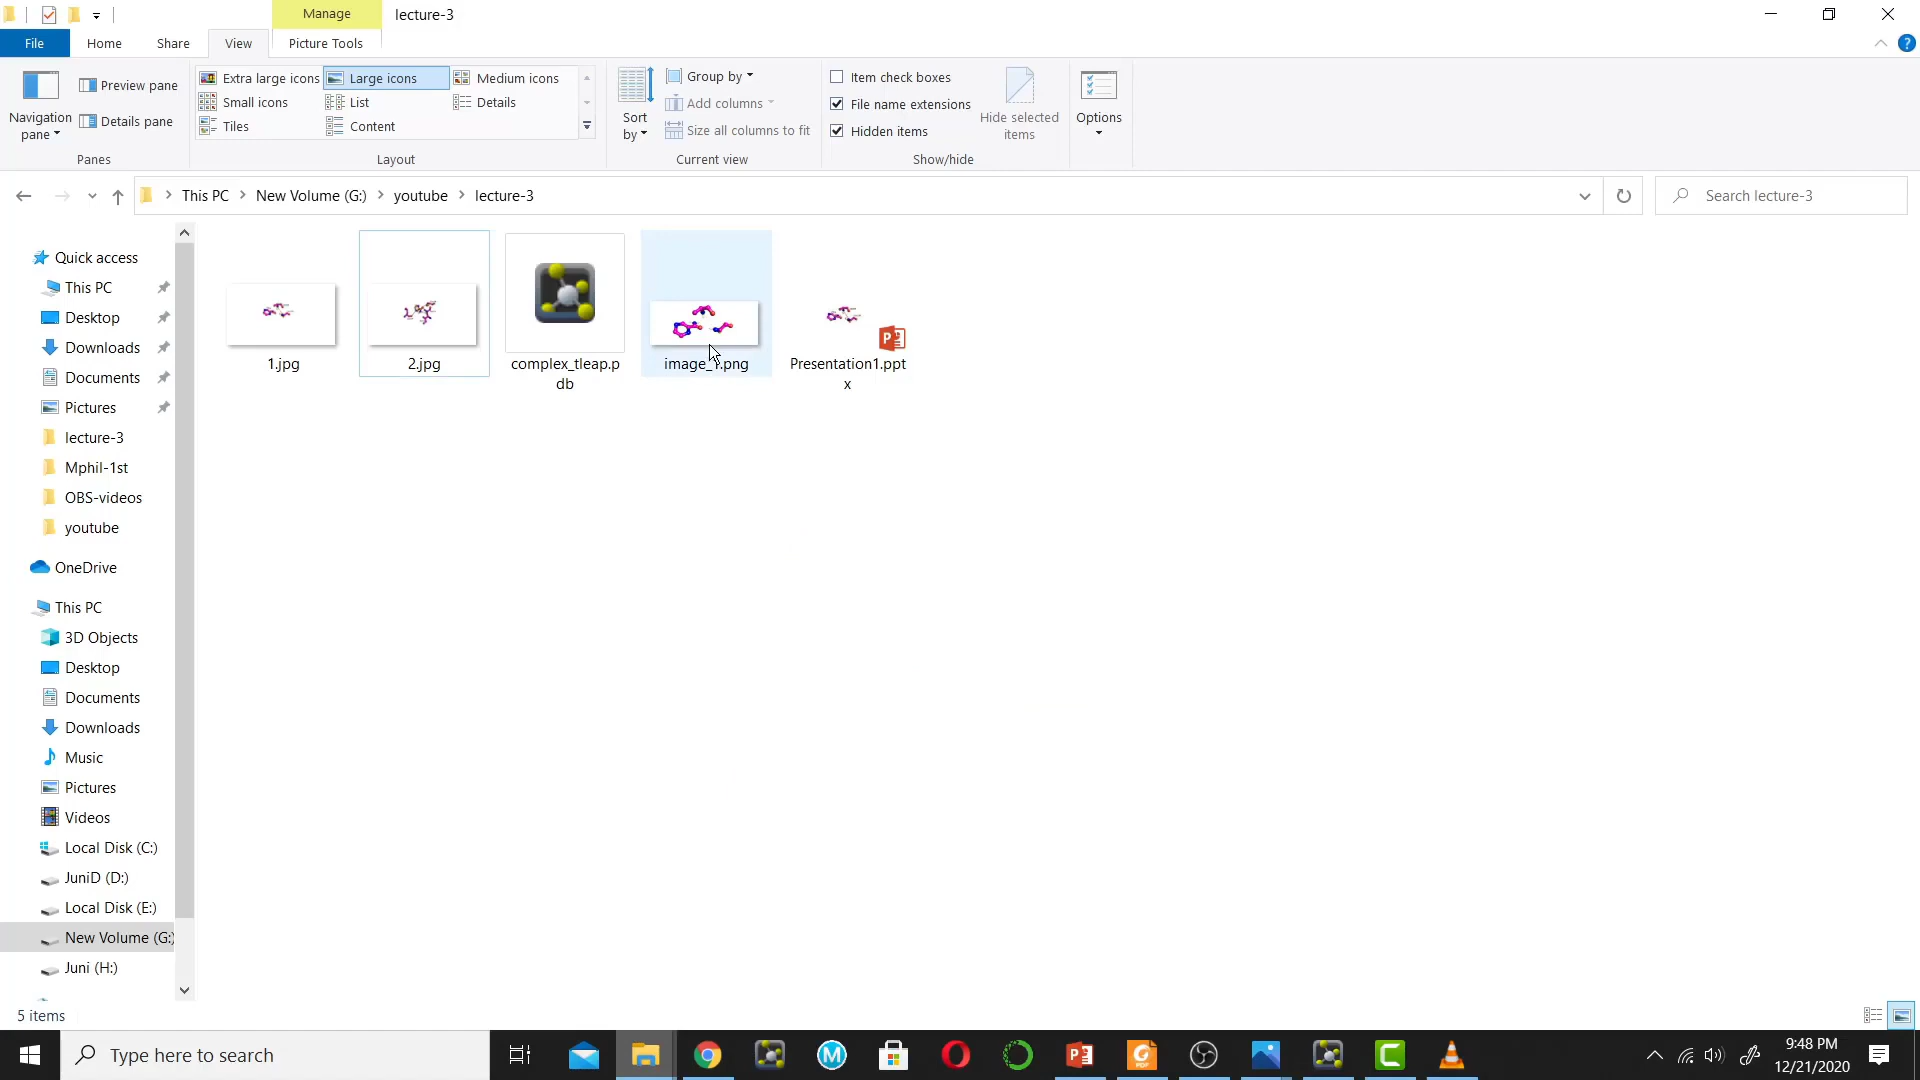 Manage
lecture-3
File
Home
Share
View
Picture Tools
Navigation pane
Preview pane
Details pane
Panes
Extra large icons
Large icons
Medium icons
Small icons
List
Details
Tiles
Content
Layout
Sort by
Group by
Add columns
Size all columns to fit
Current view
Item check boxes
File name extensions
Hidden items
Hide selected items
Show/hide
Options
This PC > New Volume (G:) > youtube > lecture-3
Search lecture-3
Quick access
This PC
Desktop
Downloads
Documents
Pictures
lecture-3
Mphil-1st
OBS-videos
youtube
OneDrive
This PC
3D Objects
Desktop
Documents
Downloads
Music
Pictures
Videos
Local Disk (C:)
JuniD (D:)
Local Disk (E:)
New Volume (G:)
Juni (H:)
1.jpg
2.jpg
complex_tleap.p
db
image_1.png
Presentation1.ppt
x
5 items
Type here to search
9:48 PM
12/21/2020